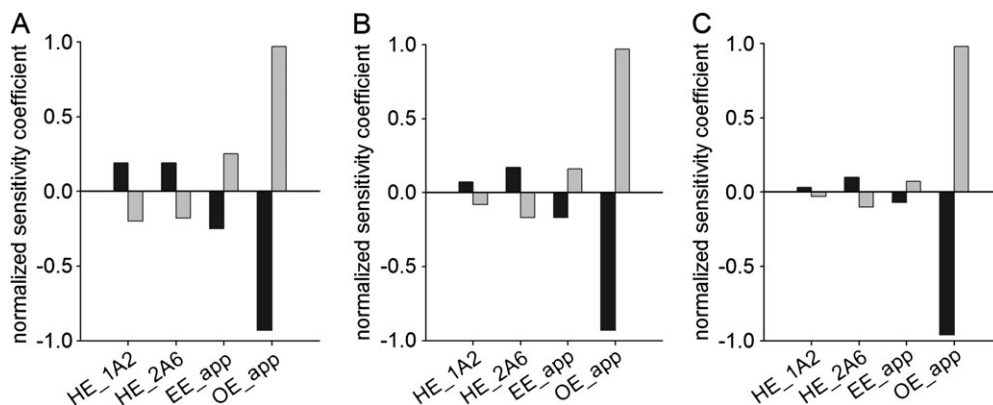 A
normalized sensitivity coefficient
1.0
0.5
0.0
-0.5
-1.0
HE_1A2
HE_2A6
EE_app
OE_app
B
normalized sensitivity coefficient
1.0
0.5
0.0
-0.5
-1.0
HE_1A2
HE_2A6
EE_app
OE_app
C
normalized sensitivity coefficient
1.0
0.5
0.0
-0.5
-1.0
HE_1A2
HE_2A6
EE_app
OE_app